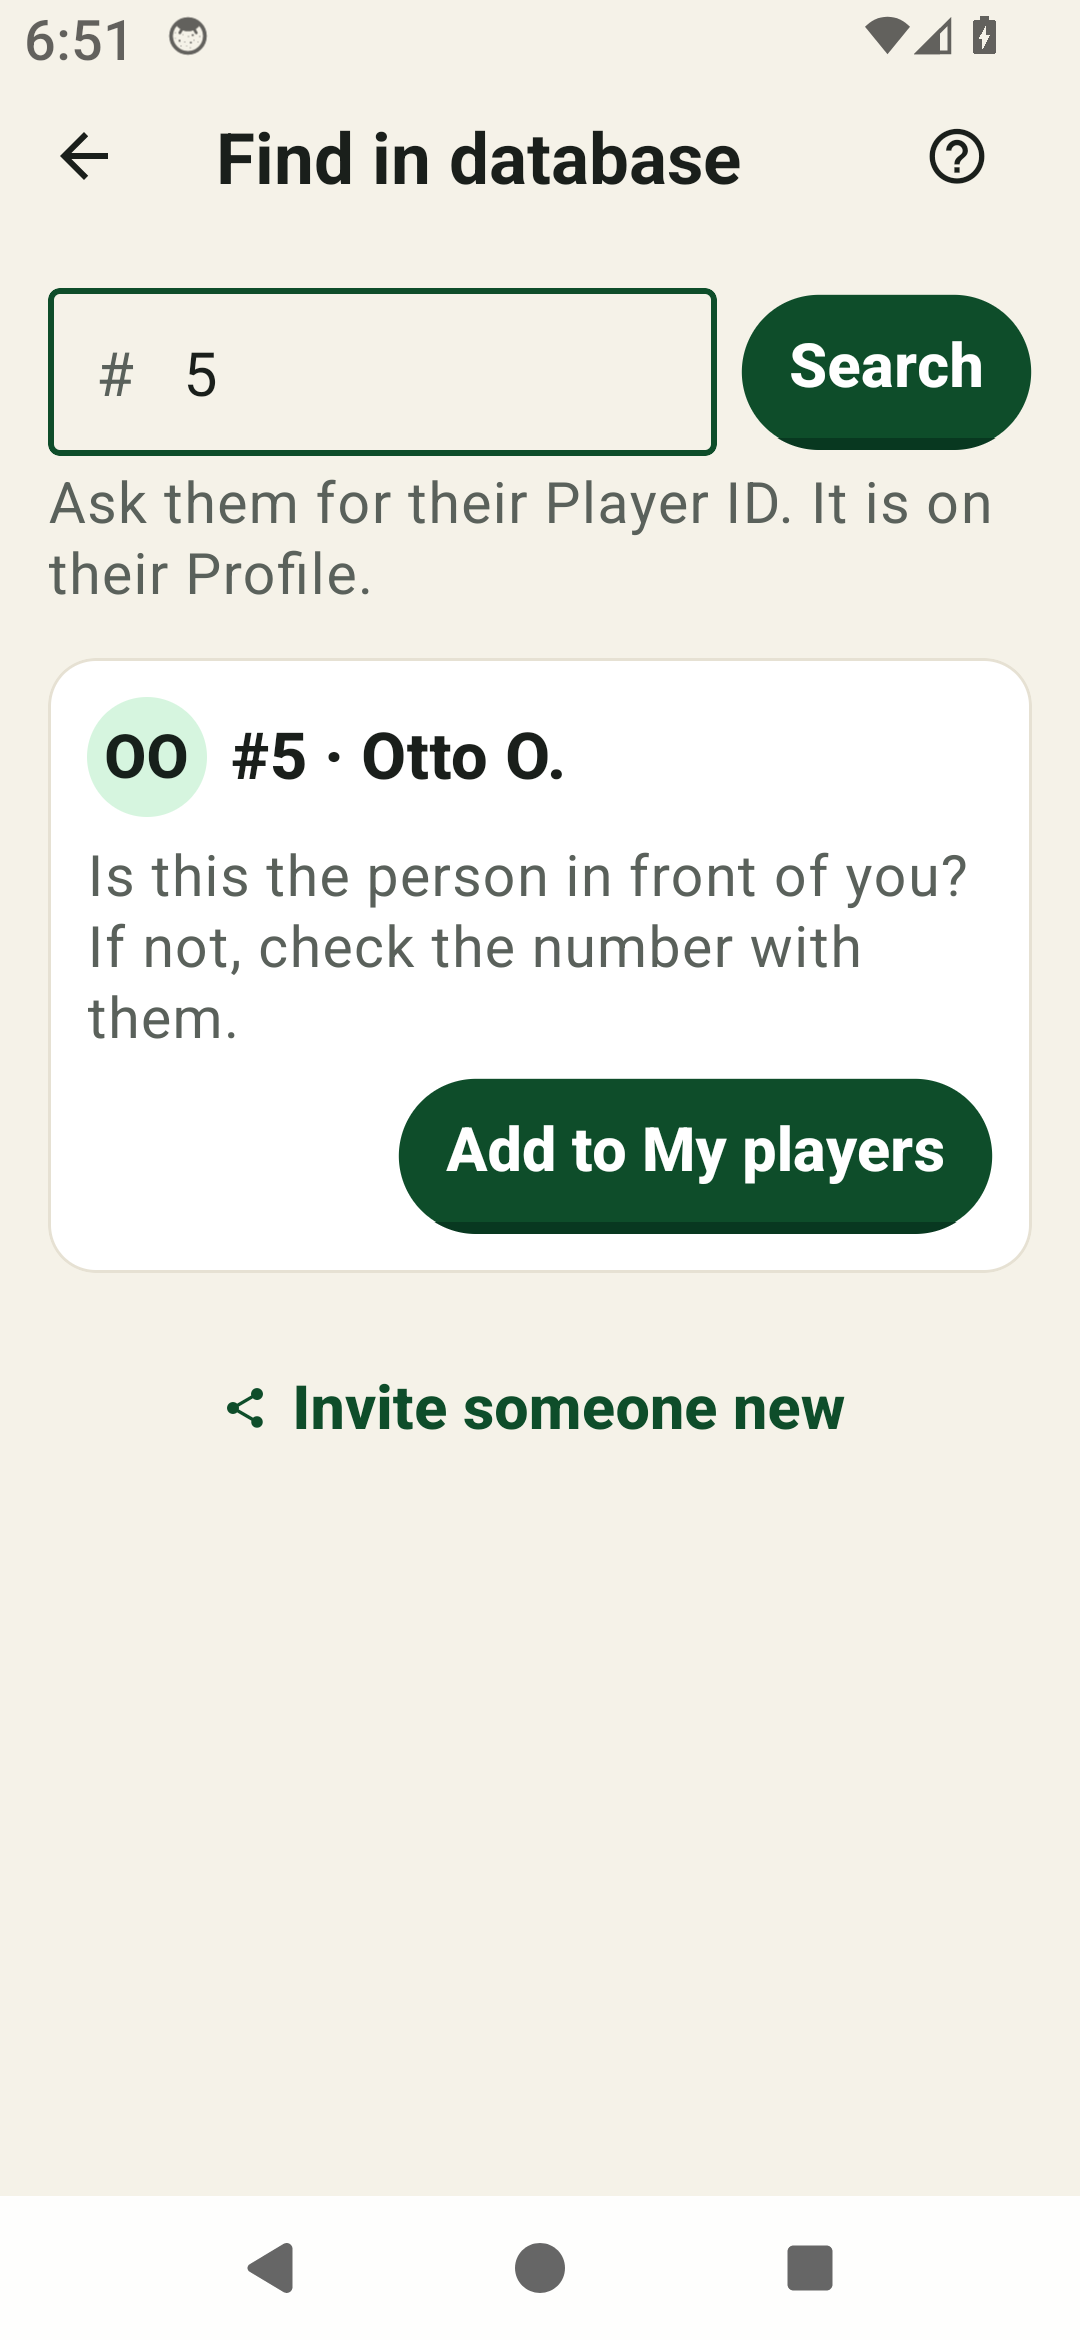 6:51
Find in database
# 5
Search
Ask them for their Player ID. It is on
their Profile.
OO #5 · Otto O.
Is this the person in front of you?
If not, check the number with
them.
Add to My players
Invite someone new